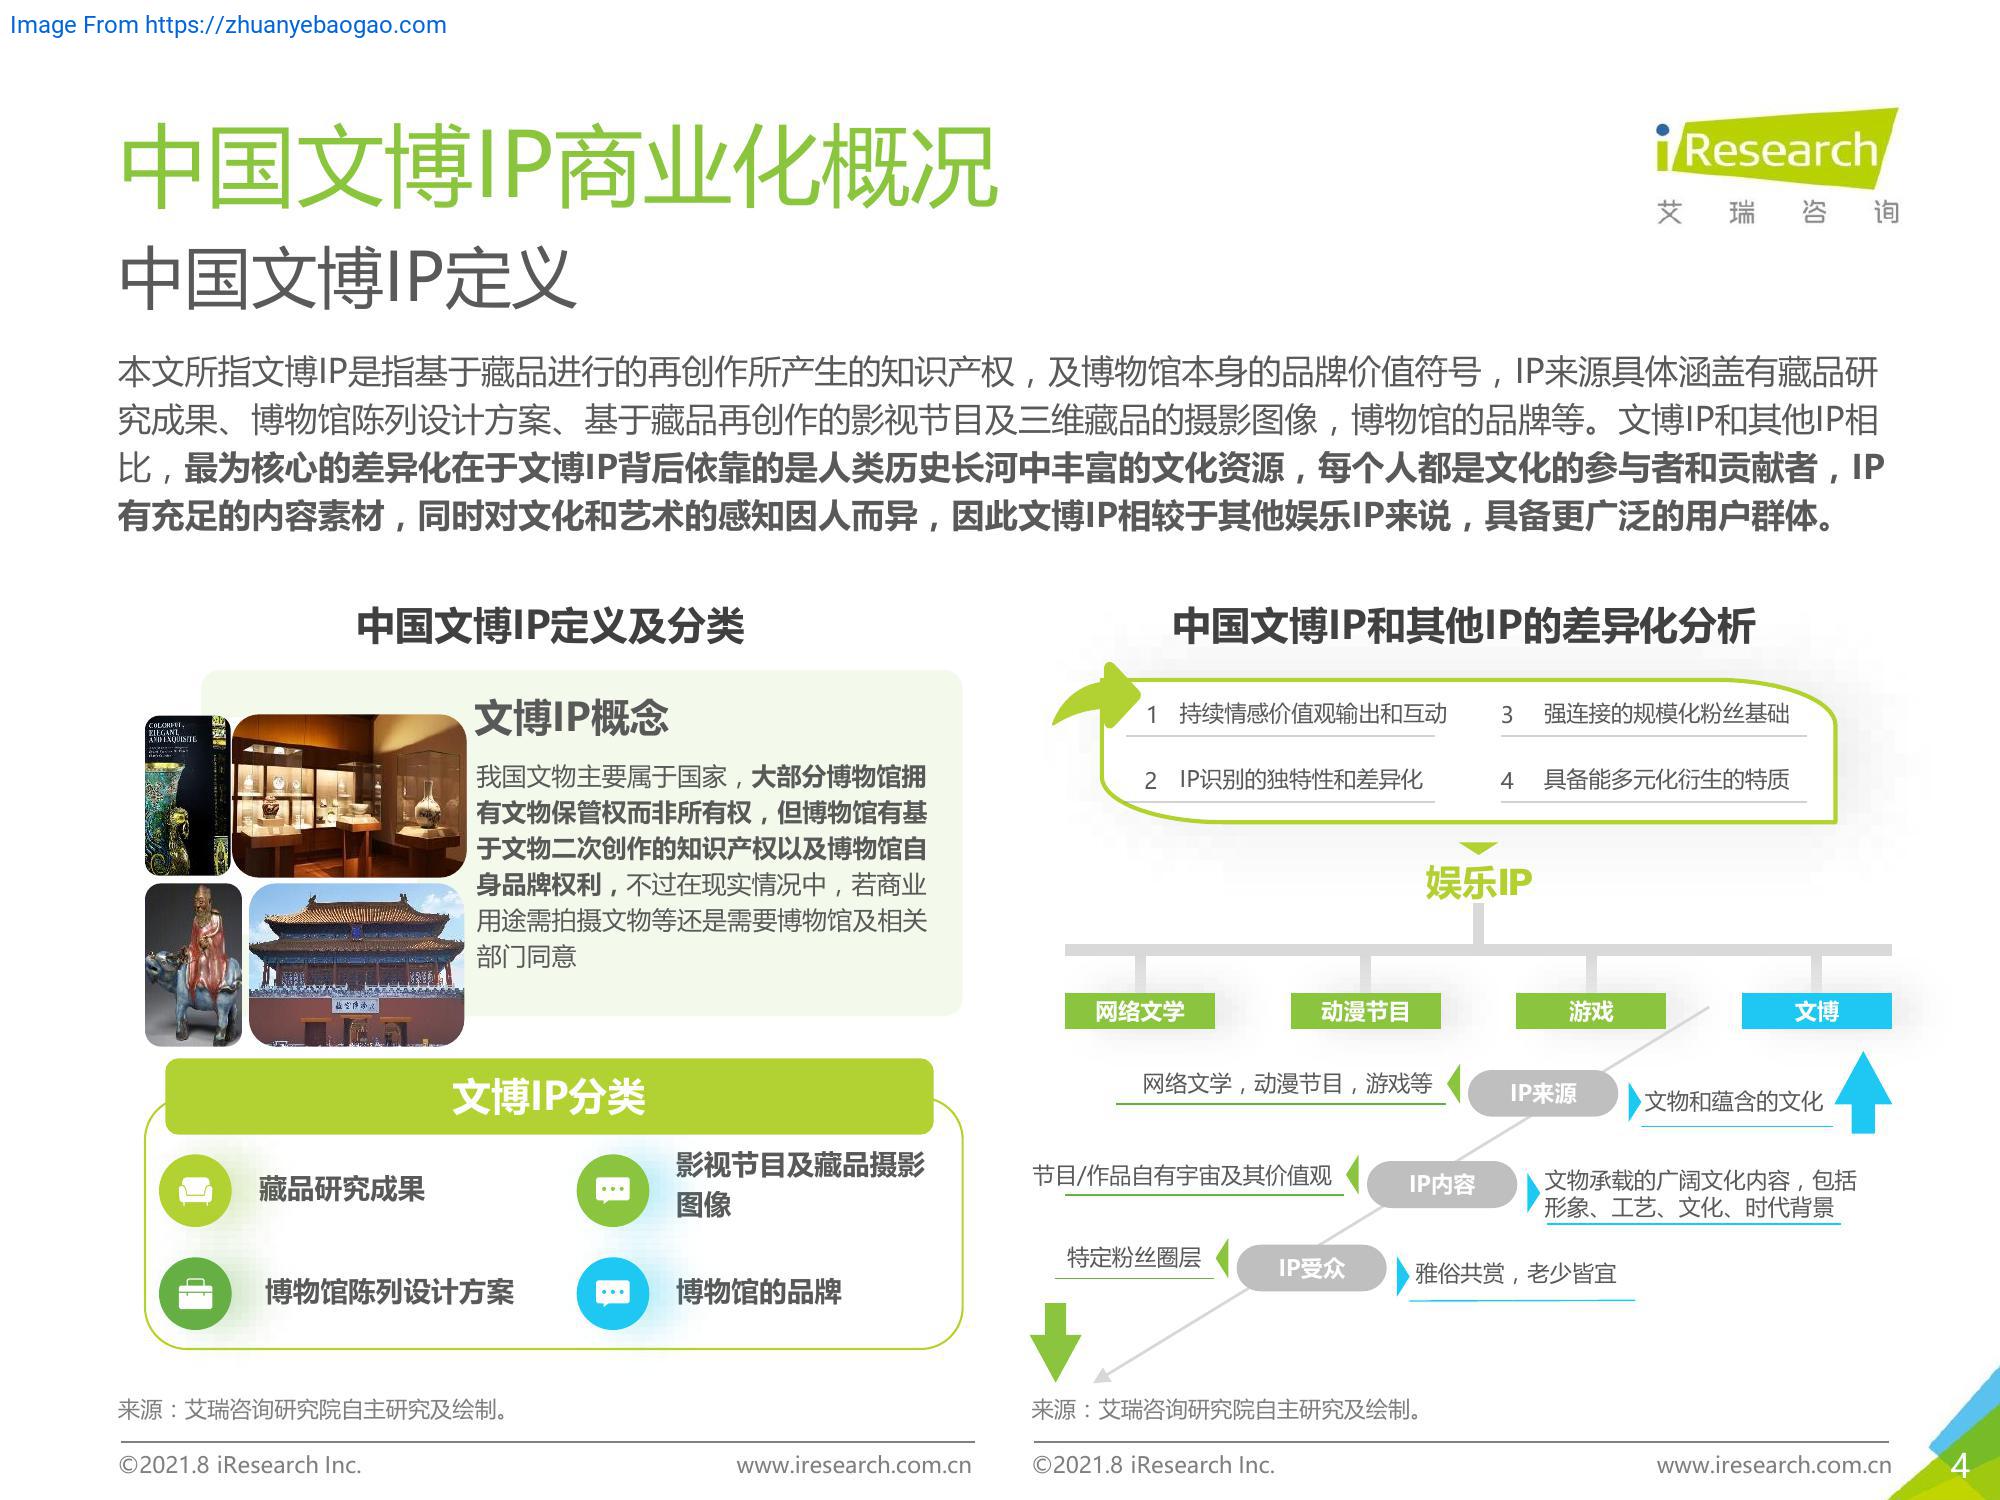 Image From https://zhuanyebaogao.com
中国文博IP商业化概况
iResearch
艾瑞咨询
中国文博IP定义
本文所指文博IP是指基于藏品进行的再创作所产生的知识产权，及博物馆本身的品牌价值符号，IP来源具体涵盖有藏品研
究成果、博物馆陈列设计方案、基于藏品再创作的影视节目及三维藏品的摄影图像，博物馆的品牌等。文博IP和其他IP相
比，最为核心的差异化在于文博IP背后依靠的是人类历史长河中丰富的文化资源，每个人都是文化的参与者和贡献者，IP
有充足的内容素材，同时对文化和艺术的感知因人而异，因此文博IP相较于其他娱乐IP来说，具备更广泛的用户群体。
中国文博IP定义及分类
COLORFUL,
ELEGANT,
AND EXQUISITE
文博IP概念
我国文物主要属于国家，大部分博物馆拥
有文物保管权而非所有权，但博物馆有基
于文物二次创作的知识产权以及博物馆自
身品牌权利，不过在现实情况中，若商业
用途需拍摄文物等还是需要博物馆及相关
部门同意
文博IP分类
藏品研究成果
影视节目及藏品摄影
图像
博物馆陈列设计方案
博物馆的品牌
来源：艾瑞咨询研究院自主研究及绘制。
©2021.8 iResearch Inc.
www.iresearch.com.cn
中国文博IP和其他IP的差异化分析
1 持续情感价值观输出和互动
3 强连接的规模化粉丝基础
2 IP识别的独特性和差异化
4 具备能多元化衍生的特质
娱乐IP
网络文学
动漫节目
游戏
文博
网络文学，动漫节目，游戏等
IP来源
文物和蕴含的文化
节目/作品自有宇宙及其价值观
IP内容
文物承载的广阔文化内容，包括
形象、工艺、文化、时代背景
特定粉丝圈层
IP受众
雅俗共赏，老少皆宜
来源：艾瑞咨询研究院自主研究及绘制。
©2021.8 iResearch Inc.
www.iresearch.com.cn
4